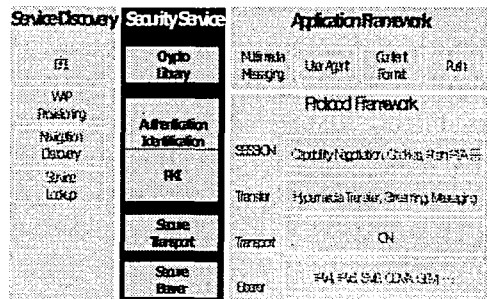 Service Discovery
EFI
WAP
Provisioning
Navigation
Discovery
Service
Lookup
Security Service
Crypto
Library
Authentication
Identification
PKI
Secure
Transport
Secure
Bearer
Application Framework
Multimedia
Messaging
User Agent
Content
Format
Push
Protocol Framework
SESSION
Capability Negotiation, Cookies, Push
Transfer
Hypermedia Transfer, Streaming, Messaging
Transport
Bearer